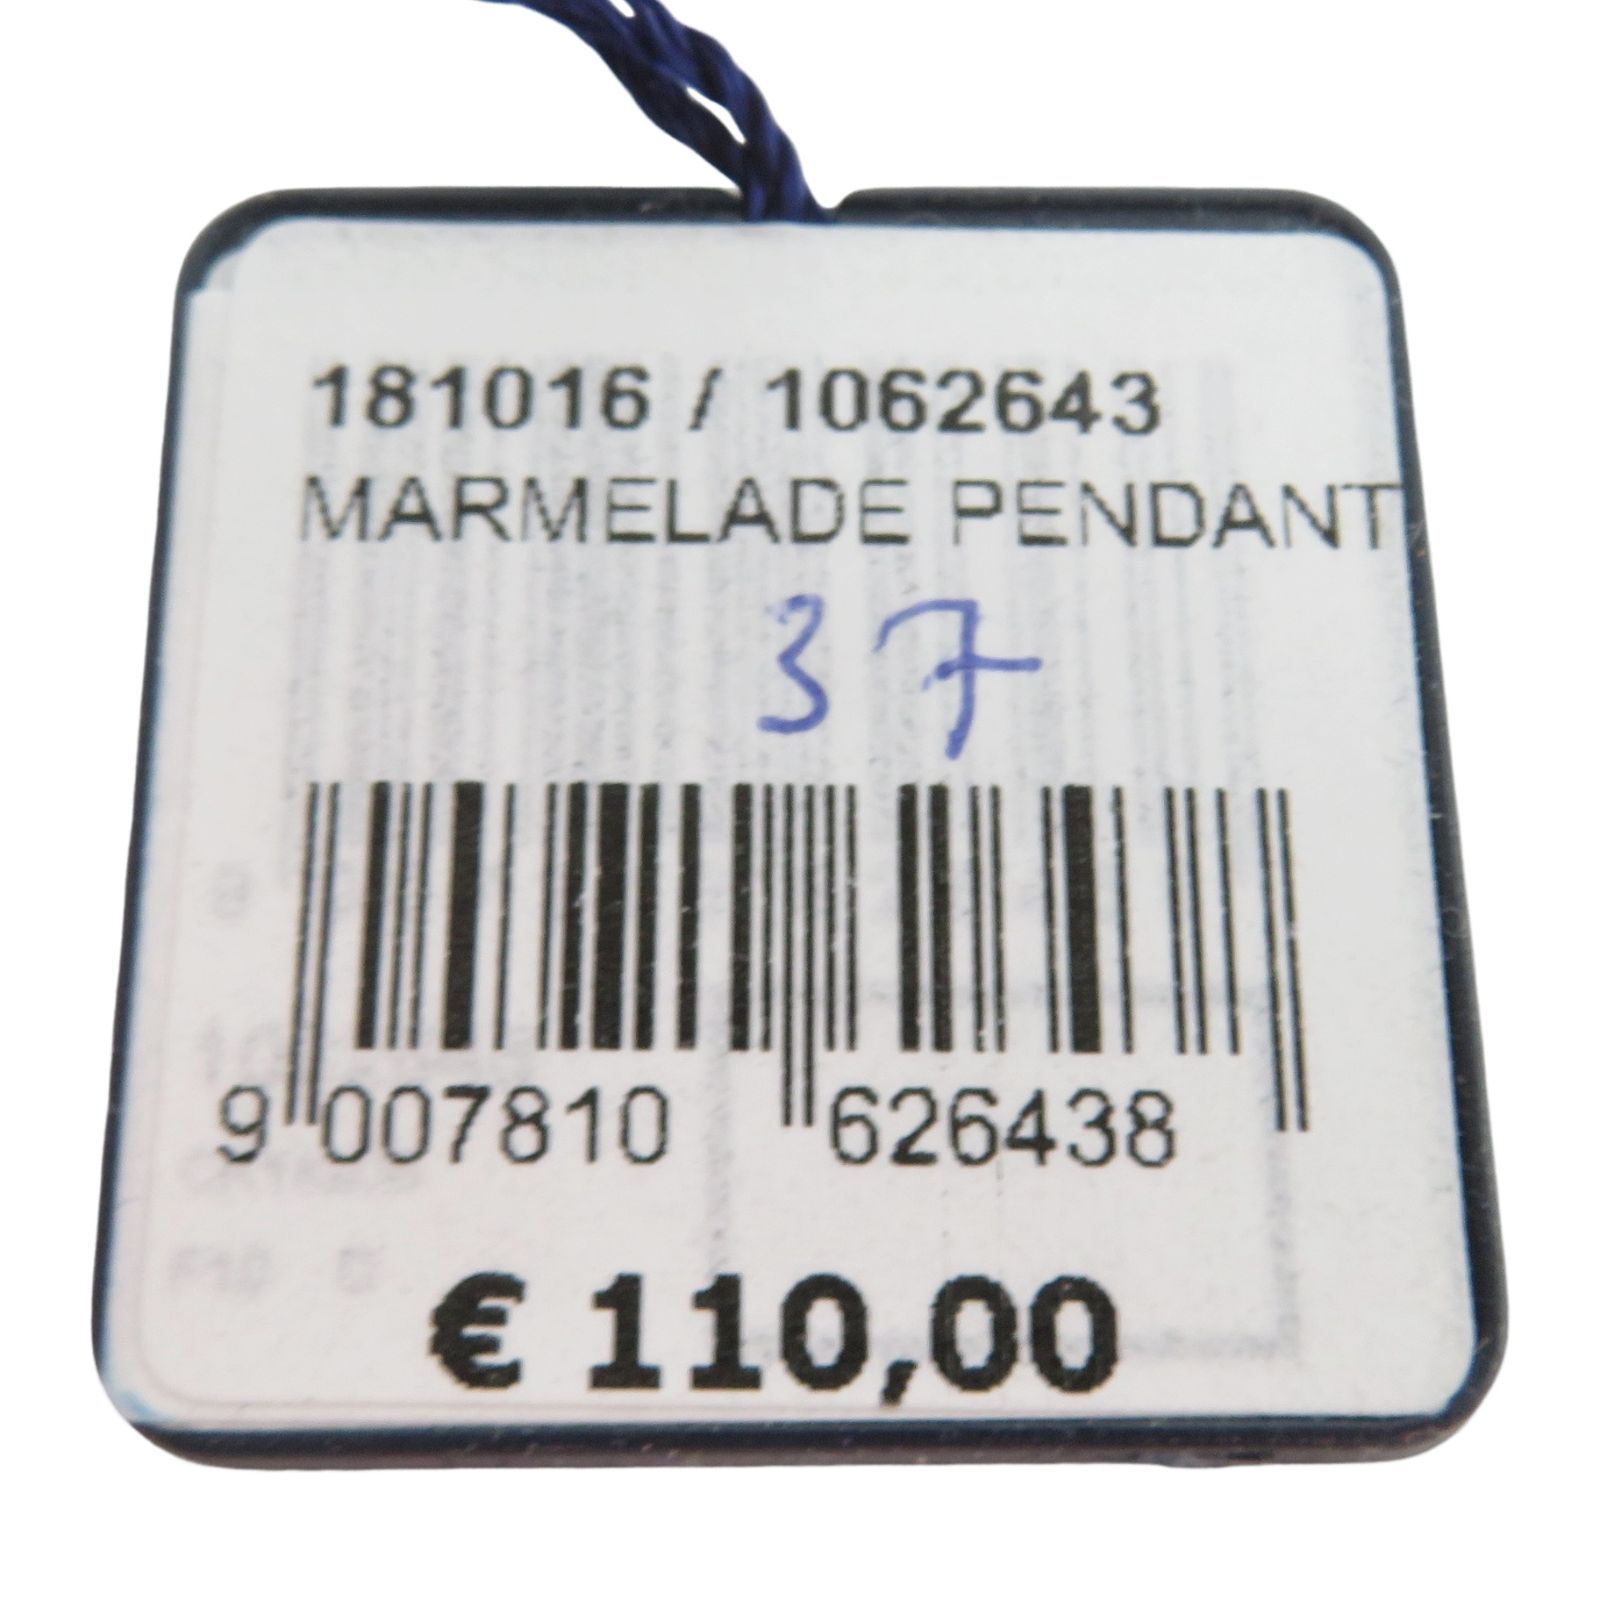 181016 / 1062643
MARMELADE PENDANT
37
9 007810 626438
€ 110,00